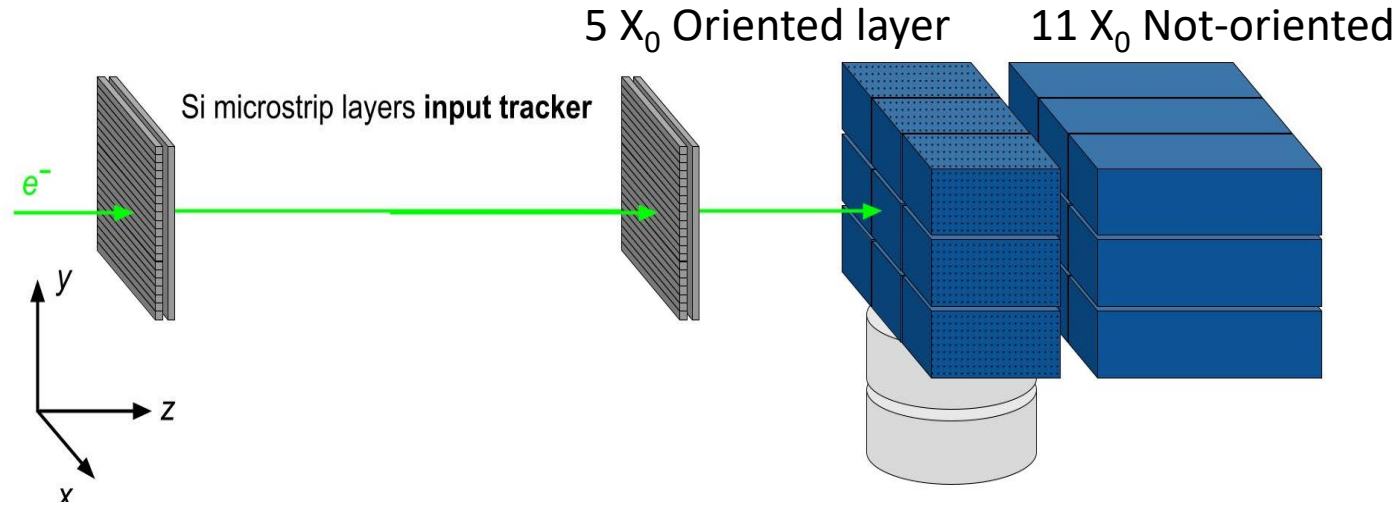 5 X₀ Oriented layer
11 X₀ Not-oriented
Si microstrip layers input tracker
e⁻
y
z
x